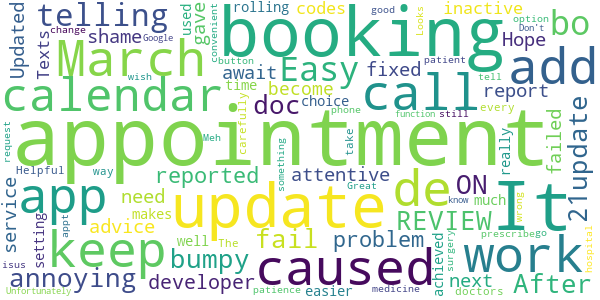 telling
codes
rolling
good
inactive
booking
bo
option
change
Google
shame
used
gave
convenient
button
Looks
Don't
March
Updated
Texts
Hope
fixed
add
calendar
await
call
Easy
become
patient
tell
report
doc
time
choice
every
21update
appointment
It
request
carefully
phone
function
still
failed
take
really
Helpful
Meh
way
reported
attentive
wish
something
de
ON
know
much
wrong
app
update
Great
need
service
makes
appt
REVIEW
prescribe
go
advice
well
The
fail
problem
achieved
surgery
work
hospital
keep
setting
isus
bumpy
caused
next
After
annoying
developer
easier
doctors
Unfortunately
patience
medicine